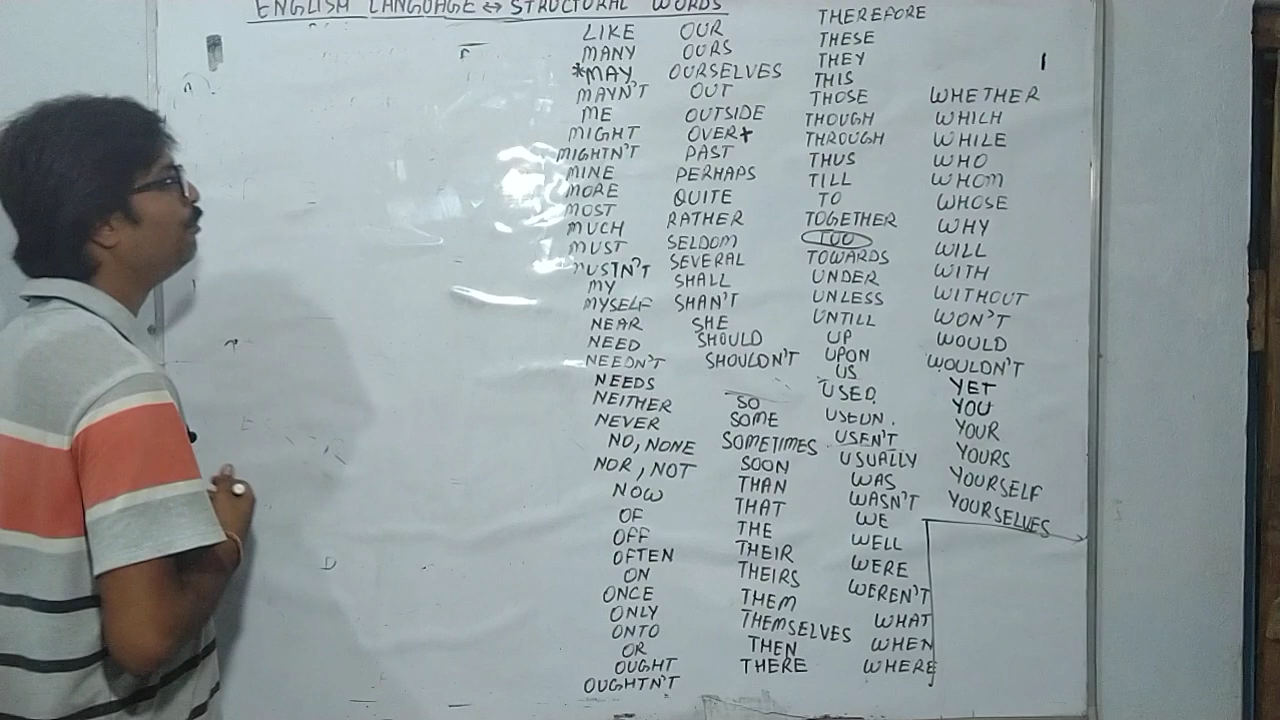 ENGLISH LANGUAGE ↔ STRUCTURAL WORDS
LIKE
MANY
*MAY
MAYN'T
ME
MIGHT
MIGHTN'T
MINE
MORE
MOST
MUCH
MUST
MUSTN'T
MY
MYSELF
NEAR
NEED
NEEDN'T
NEEDS
NEITHER
NEVER
NO, NONE
NOR, NOT
NOW
OF
OFF
OFTEN
ON
ONCE
ONLY
ONTO
OR
OUGHT
OUGHTN'T
OUR
OURS
OURSELVES
OUT
OUTSIDE
OVER+
PAST
PERHAPS
QUITE
RATHER
SELDOM
SEVERAL
SHALL
SHAN'T
SHE
SHOULD
SHOULDN'T
SO
SOME
SOMETIMES
SOON
THAN
THAT
THE
THEIR
THEIRS
THEM
THEMSELVES
THEN
THERE
THEREFORE
THESE
THEY
THIS
THOSE
THOUGH
THROUGH
THUS
TILL
TO
TOGETHER
TOO
TOWARDS
UNDER
UNLESS
UNTILL
UP
UPON
US
USED
USEN'T
USUALLY
WAS
WASN'T
WE
WELL
WERE
WEREN'T
WHAT
WHEN
WHERE
WHETHER
WHICH
WHILE
WHO
WHOM
WHOSE
WHY
WILL
WITH
WITHOUT
WON'T
WOULD
WOULDN'T
YET
YOU
YOUR
YOURS
YOURSELF
YOURSELVES